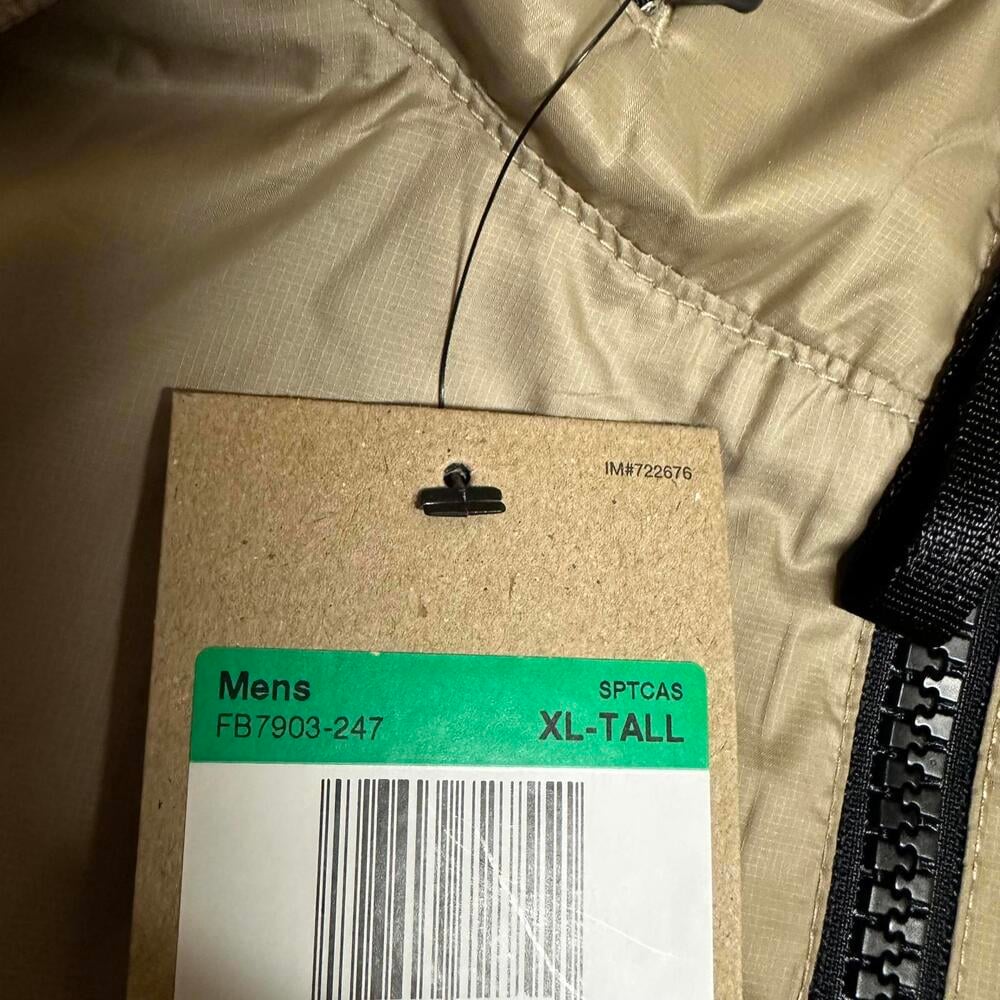 IM#722676
Mens
SPTCAS
FB7903-247
XL-TALL